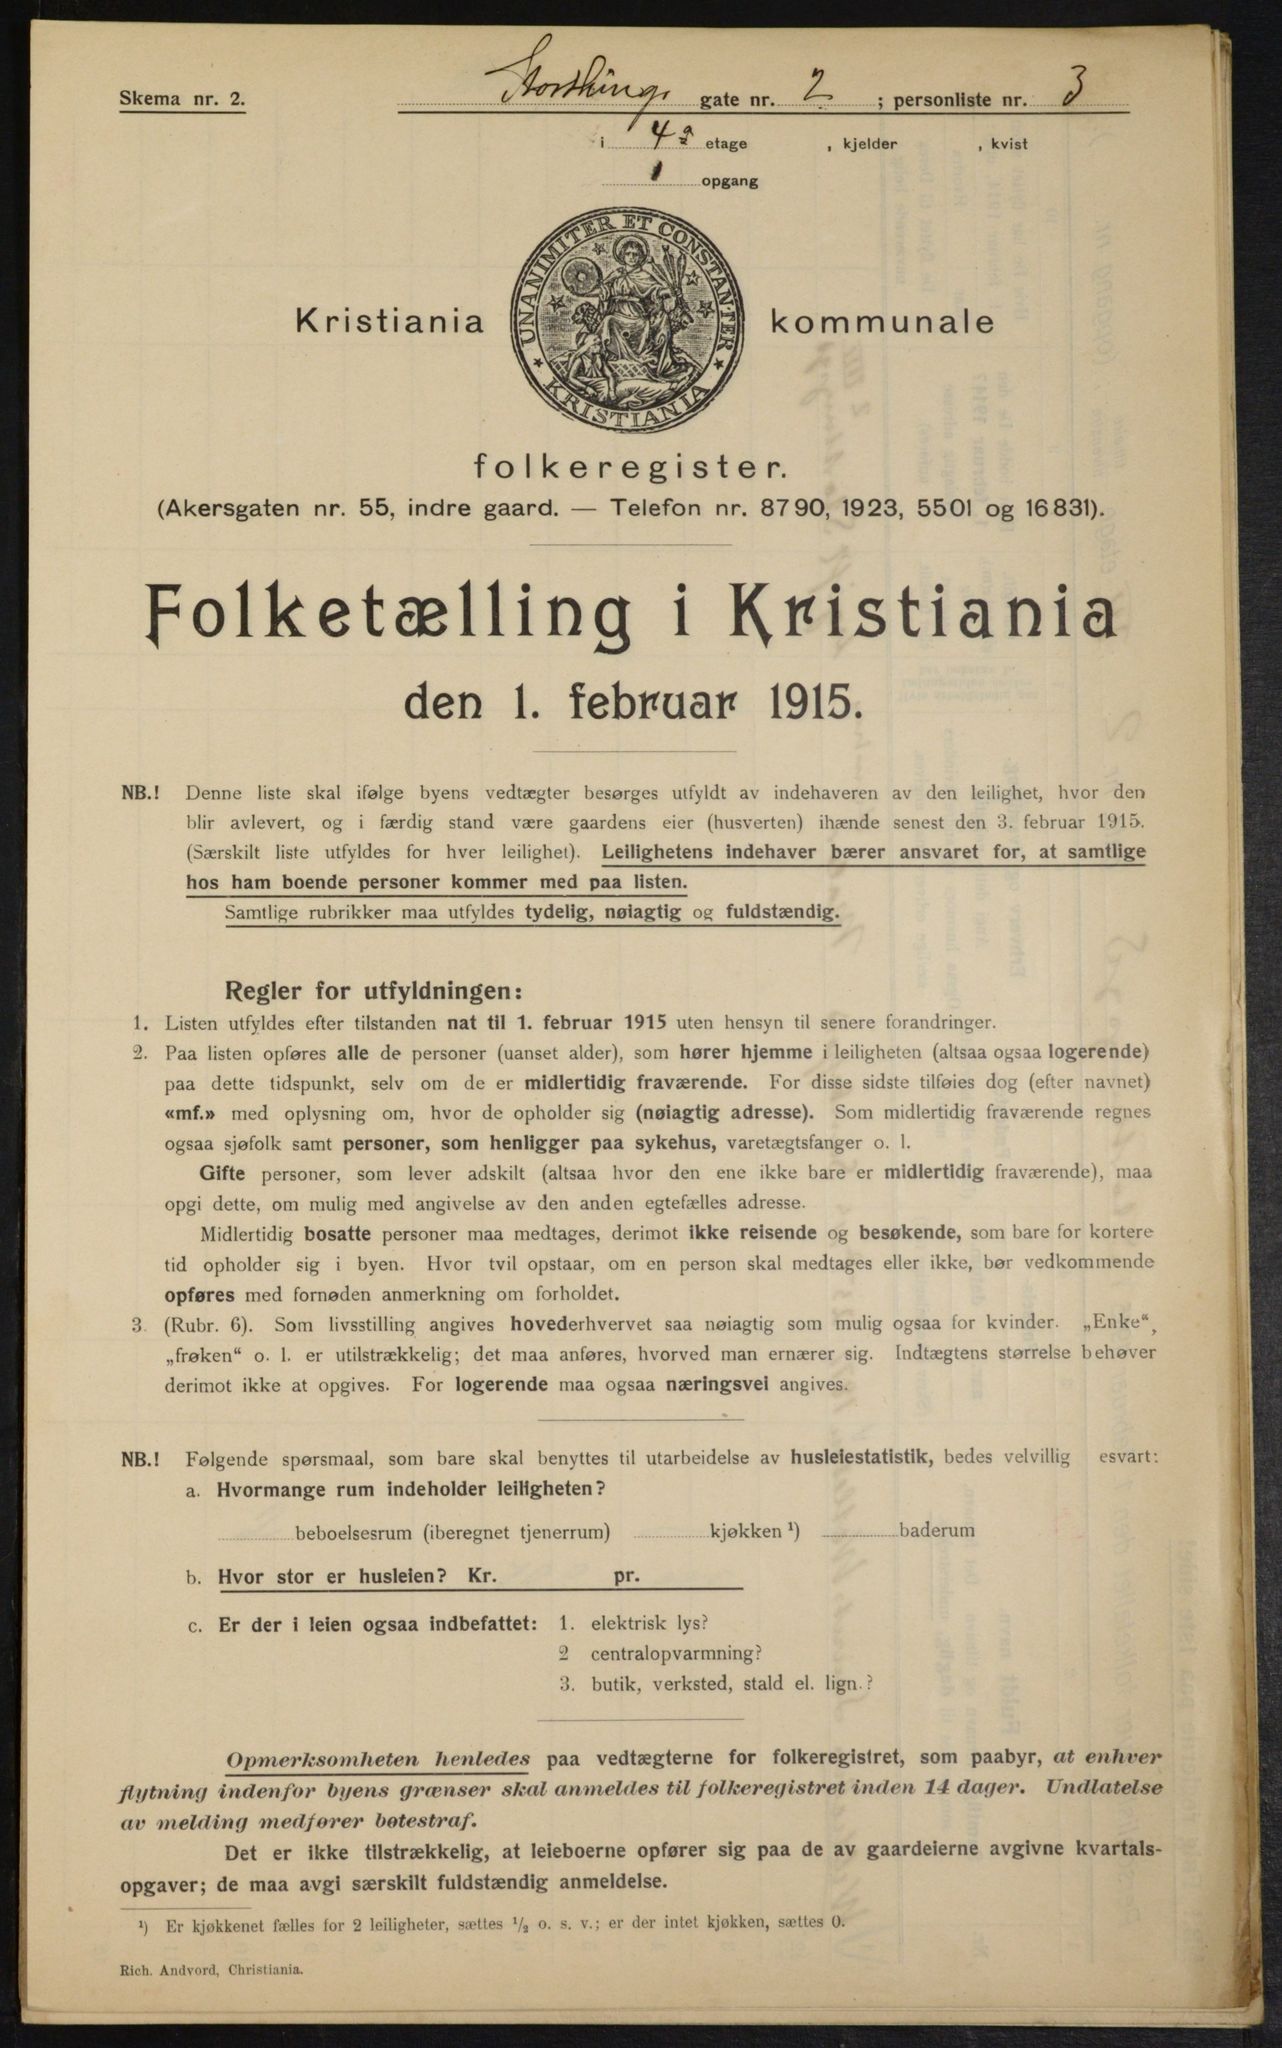 Skema nr. 2.
Storthings gate nr. 2 ; personliste nr. 3
i 4de etage , kjelder , kvist
1 opgang
UNANIMITER ET CONSTANTER
KRISTIANIA
Kristiania kommunale
folkeregister.
(Akersgaten nr. 55, indre gaard. — Telefon nr. 8790, 1923, 5501 og 16831).
Folketælling i Kristiania
den 1. februar 1915.
NB.! Denne liste skal ifølge byens vedtægter besørges utfyldt av indehaveren av den leilighet, hvor den
blir avlevert, og i færdig stand være gaardens eier (husverten) ihænde senest den 3. februar 1915.
(Særskilt liste utfyldes for hver leilighet). Leilighetens indehaver bærer ansvaret for, at samtlige
hos ham boende personer kommer med paa listen.
Samtlige rubrikker maa utfyldes tydelig, nøiagtig og fuldstændig.
Regler for utfyldningen:
1. Listen utfyldes efter tilstanden nat til 1. februar 1915 uten hensyn til senere forandringer.
2. Paa listen opføres alle de personer (uanset alder), som hører hjemme i leiligheten (altsaa ogsaa logerende)
paa dette tidspunkt, selv om de er midlertidig fraværende. For disse sidste tilføies dog (efter navnet)
«mf.» med oplysning om, hvor de opholder sig (nøiagtig adresse). Som midlertidig fraværende regnes
ogsaa sjøfolk samt personer, som henligger paa sykehus, varetægtsfanger o. l.
Gifte personer, som lever adskilt (altsaa hvor den ene ikke bare er midlertidig fraværende), maa
opgi dette, om mulig med angivelse av den anden egtefælles adresse.
Midlertidig bosatte personer maa medtages, derimot ikke reisende og besøkende, som bare for kortere
tid opholder sig i byen. Hvor tvil opstaar, om en person skal medtages eller ikke, bør vedkommende
opføres med fornøden anmerkning om forholdet.
3. (Rubr. 6). Som livsstilling angives hovederhvervet saa nøiagtig som mulig ogsaa for kvinder. „Enke“,
„frøken“ o. l. er utilstrækkelig; det maa anføres, hvorved man ernærer sig. Indtægtens størrelse behøver
derimot ikke at opgives. For logerende maa ogsaa næringsvei angives.
NB.! Følgende spørsmaal, som bare skal benyttes til utarbeidelse av husleiestatistik, bedes velvillig esvart:
a. Hvormange rum indeholder leiligheten?
beboelsesrum (iberegnet tjenerrum) kjøkken ¹) baderum
b. Hvor stor er husleien? Kr. pr.
c. Er der i leien ogsaa indbefattet: 1. elektrisk lys?
2 centralopvarmning?
3. butik, verksted, stald el. lign.?
Opmerksomheten henledes paa vedtægterne for folkeregistret, som paabyr, at enhver
flytning indenfor byens grænser skal anmeldes til folkeregistret inden 14 dager. Undlatelse
av melding medfører bøtestraf.
Det er ikke tilstrækkelig, at leieboerne opfører sig paa de av gaardeierne avgivne kvartals-
opgaver; de maa avgi særskilt fuldstændig anmeldelse.
¹) Er kjøkkenet fælles for 2 leiligheter, sættes ½ o. s. v.; er der intet kjøkken, sættes 0.
Rich. Andvord, Christiania.